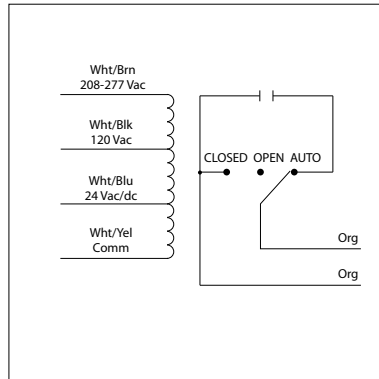 Wht/Brn
208-277 Vac
Wht/Blk
120 Vac
CLOSED OPEN AUTO
Wht/Blu
24 Vac/dc
Wht/Yel
Comm
Org
Org